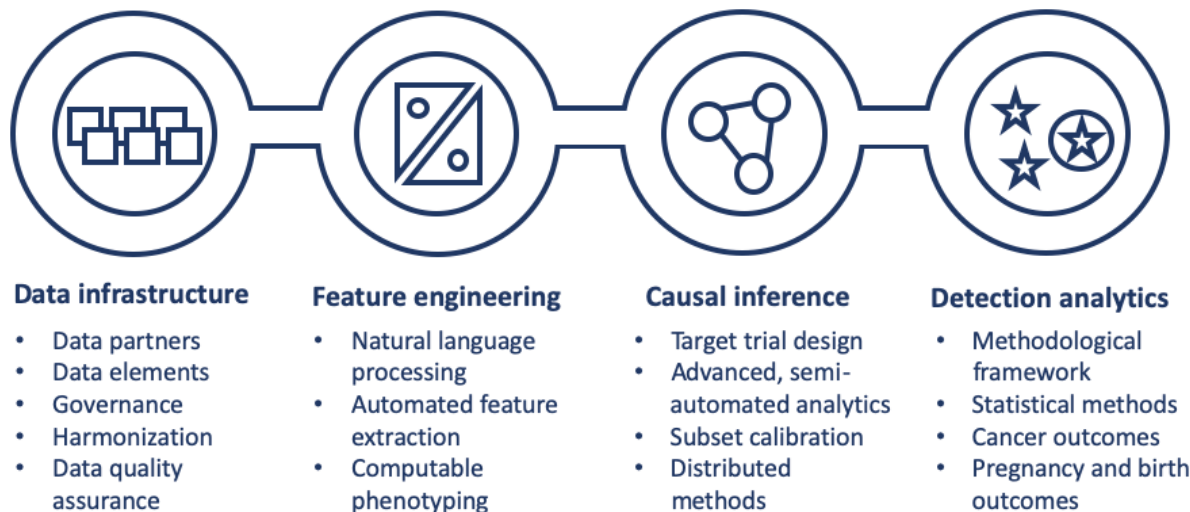 Data infrastructure
• Data partners
• Data elements
• Governance
• Harmonization
• Data quality
assurance
Feature engineering
• Natural language
processing
• Automated feature
extraction
• Computable
phenotyping
Causal inference
• Target trial design
• Advanced, semi-
automated analytics
• Subset calibration
• Distributed
methods
Detection analytics
• Methodological
framework
• Statistical methods
• Cancer outcomes
• Pregnancy and birth
outcomes